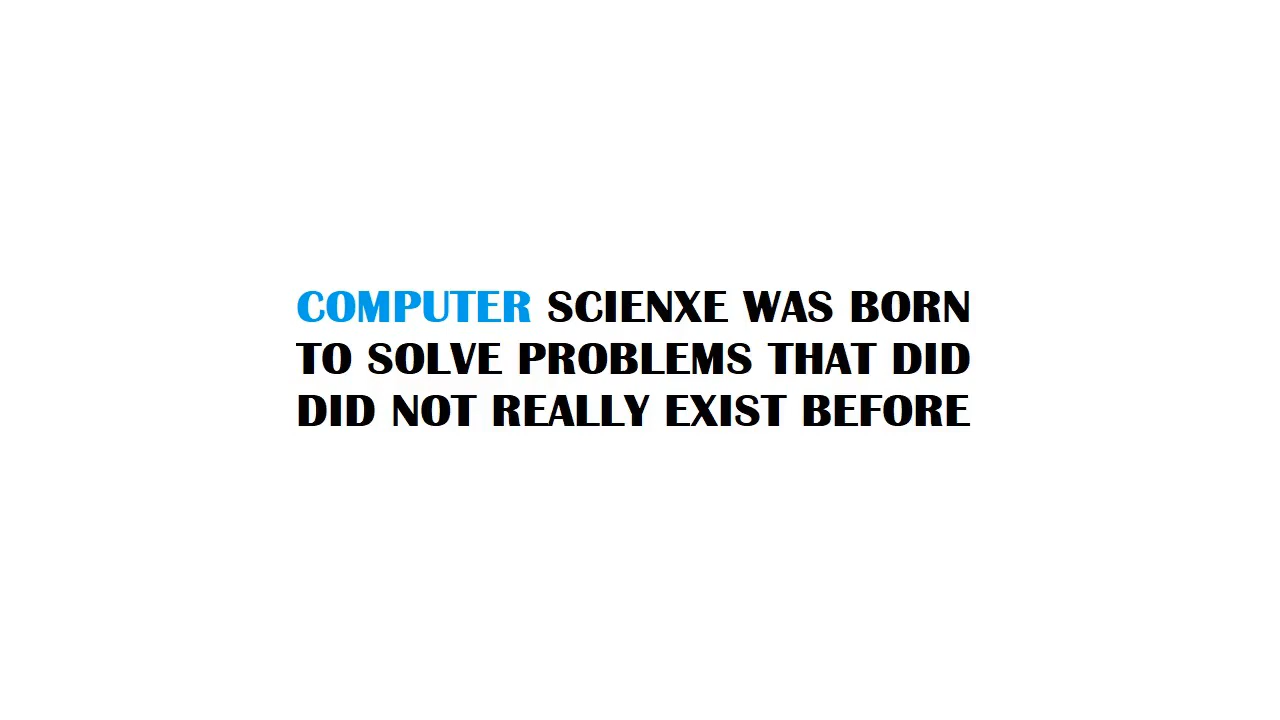 COMPUTER SCIENXE WAS BORN
TO SOLVE PROBLEMS THAT DID
DID NOT REALLY EXIST BEFORE